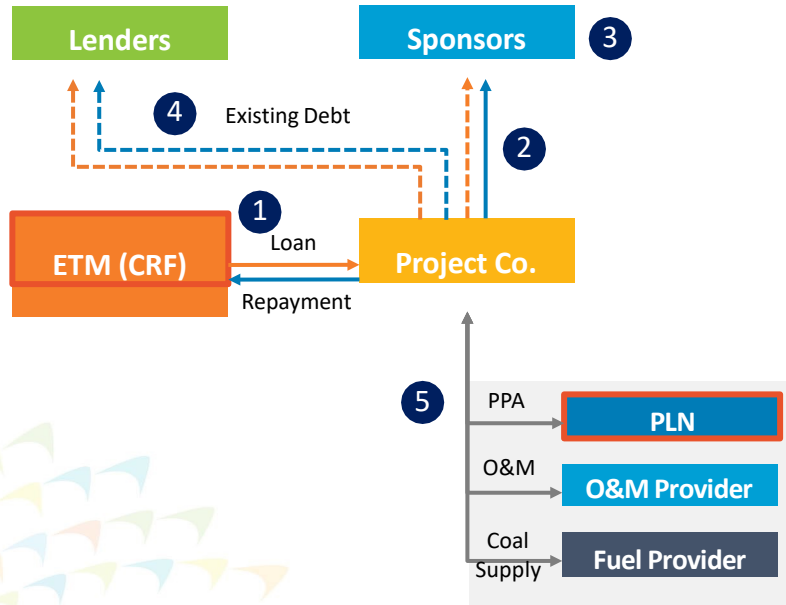 Lenders
Sponsors
3
4
Existing Debt
2
1
Loan
ETM (CRF)
Project Co.
Repayment
5
PPA
PLN
O&M
O&M Provider
Coal
Supply
Fuel Provider